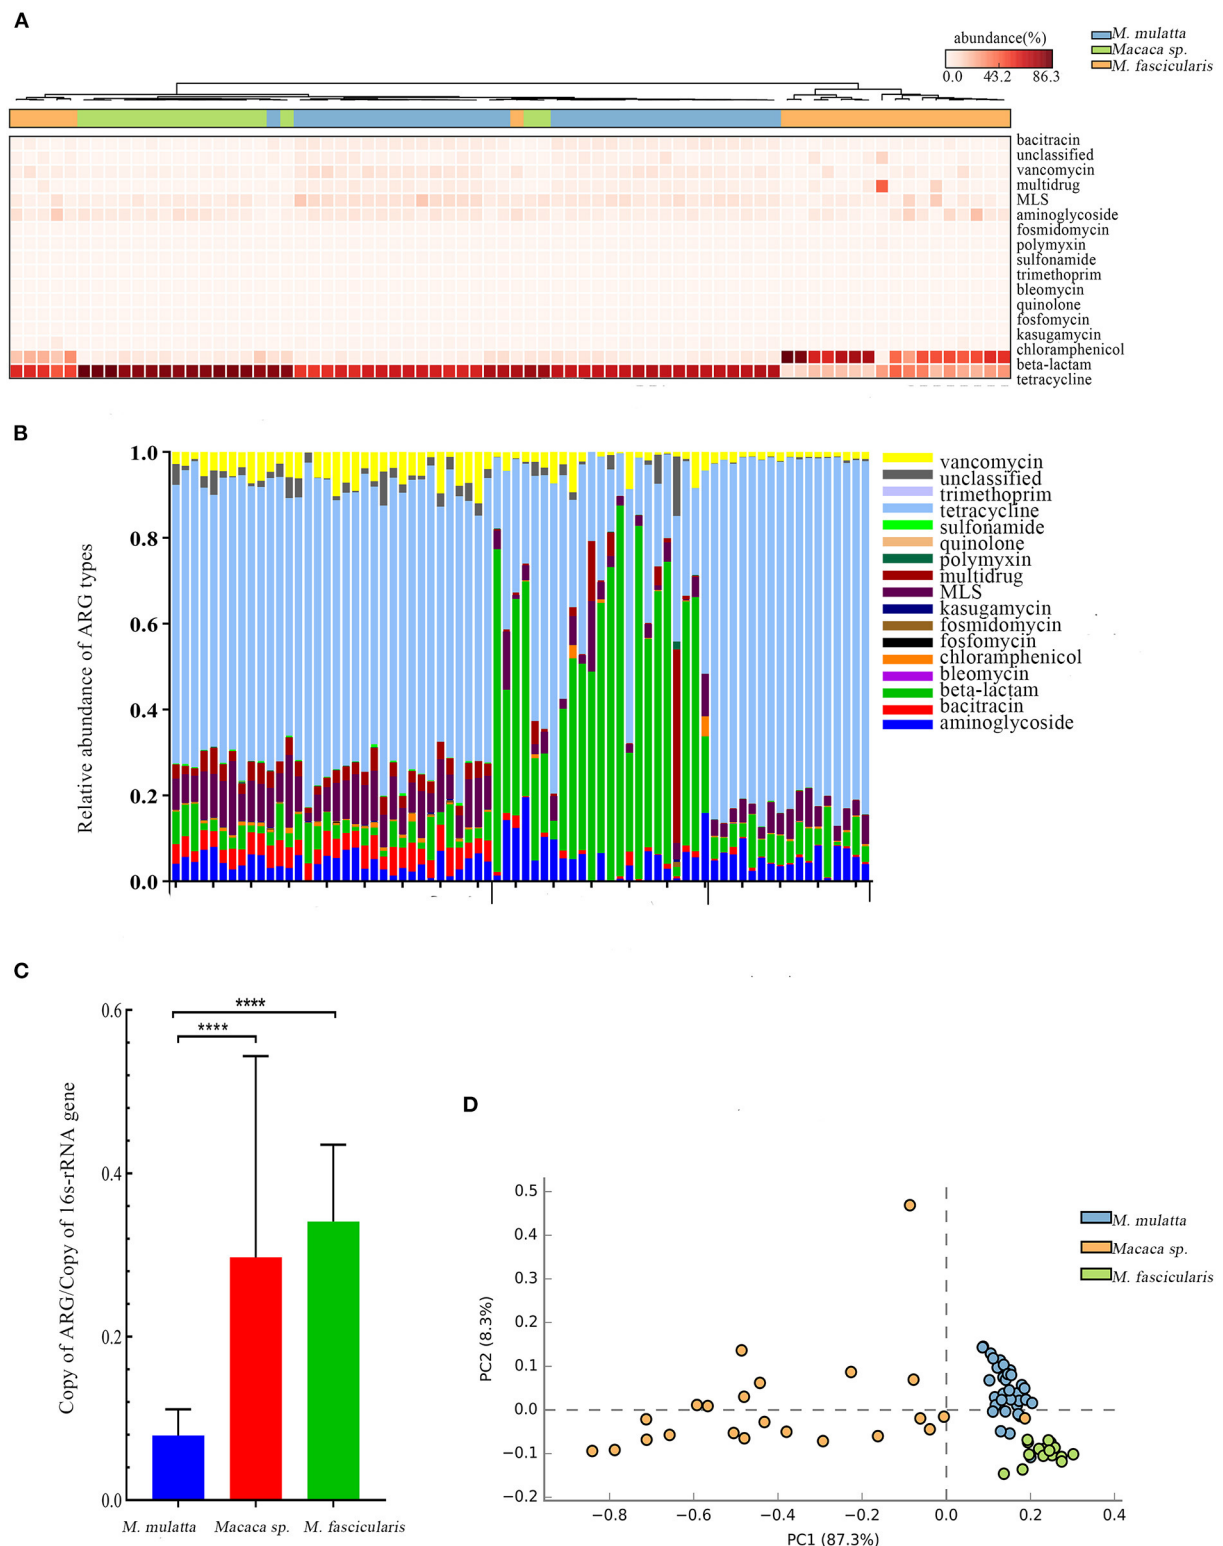 A
abundance(%)
0.0 43.2 86.3
M. mulatta
Macaca sp.
M. fascicularis
bacitracin
unclassified
vancomycin
multidrug
MLS
aminoglycoside
fosmidomycin
polymyxin
sulfonamide
trimethoprim
bleomycin
quinolone
fosfomycin
kasugamycin
chloramphenicol
beta-lactam
tetracycline
B
Relative abundance of ARG types
1.0
0.8
0.6
0.4
0.2
0.0
vancomycin
unclassified
trimethoprim
tetracycline
sulfonamide
quinolone
polymyxin
multidrug
MLS
kasugamycin
fosmidomycin
fosfomycin
chloramphenicol
bleomycin
beta-lactam
bacitracin
aminoglycoside
C
Copy of ARG/Copy of 16s-rRNA gene
0.6
0.4
0.2
0.0
****
****
M. mulatta Macaca sp. M. fascicularis
D
PC2 (8.3%)
0.5
0.4
0.3
0.2
0.1
0.0
−0.1
−0.2
−0.8 −0.6 −0.4 −0.2 0.0 0.2 0.4
PC1 (87.3%)
M. mulatta
Macaca sp.
M. fascicularis